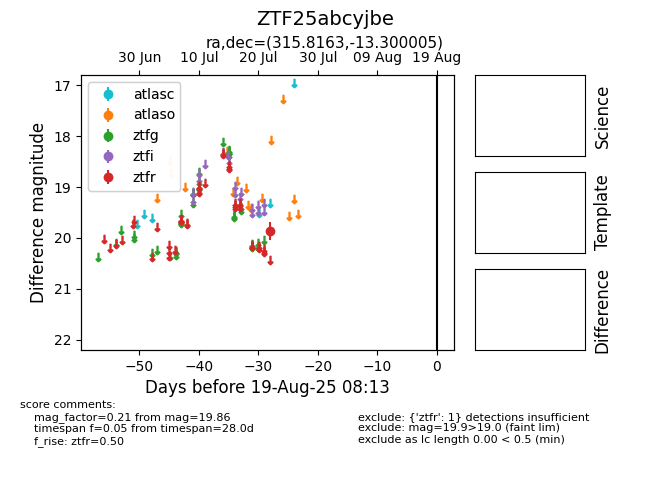 ZTF25abcyjbe
ra,dec=(315.8163,-13.300005)
30 Jun 10 Jul 20 Jul 30 Jul 09 Aug 19 Aug
atlasc
atlaso
ztfg
ztfi
ztfr
17
18
19
20
21
22
Difference magnitude
−50 −40 −30 −20 −10 0
Days before 19-Aug-25 08:13
Science
Template
Difference
score comments:
mag_factor=0.21 from mag=19.86
timespan f=0.05 from timespan=28.0d
f_rise: ztfr=0.50
exclude: {'ztfr': 1} detections insufficient
exclude: mag=19.9>19.0 (faint lim)
exclude as lc length 0.00 < 0.5 (min)